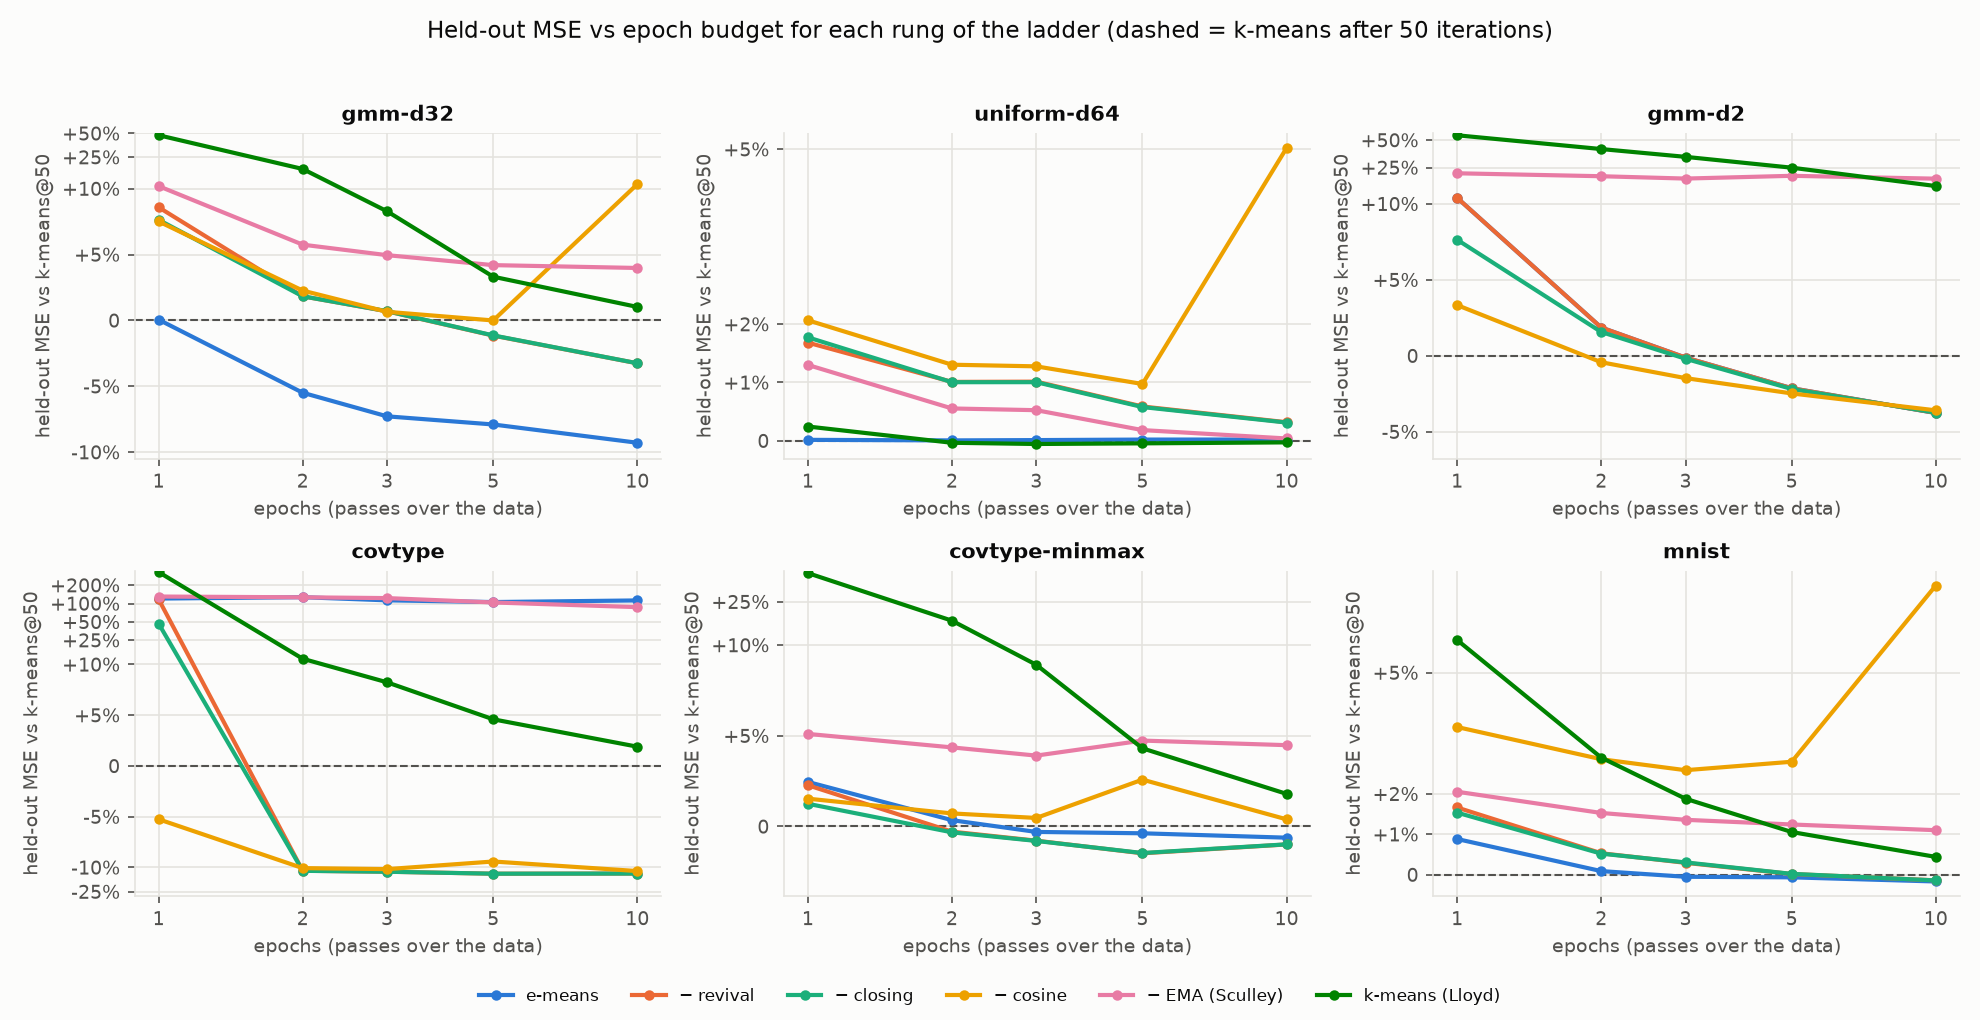 Held-out MSE vs epoch budget for each rung of the ladder (dashed = k-means after 50 iterations)
gmm-d32
held-out MSE vs k-means@50
+50%
+25%
+10%
+5%
0
-5%
-10%
1 2 3 5 10
epochs (passes over the data)
uniform-d64
held-out MSE vs k-means@50
+5%
+2%
+1%
0
1 2 3 5 10
epochs (passes over the data)
gmm-d2
held-out MSE vs k-means@50
+50%
+25%
+10%
+5%
0
-5%
1 2 3 5 10
epochs (passes over the data)
covtype
held-out MSE vs k-means@50
+200%
+100%
+50%
+25%
+10%
+5%
0
-5%
-10%
-25%
1 2 3 5 10
epochs (passes over the data)
covtype-minmax
held-out MSE vs k-means@50
+25%
+10%
+5%
0
1 2 3 5 10
epochs (passes over the data)
mnist
held-out MSE vs k-means@50
+5%
+2%
+1%
0
1 2 3 5 10
epochs (passes over the data)
e-means − revival − closing − cosine − EMA (Sculley) k-means (Lloyd)